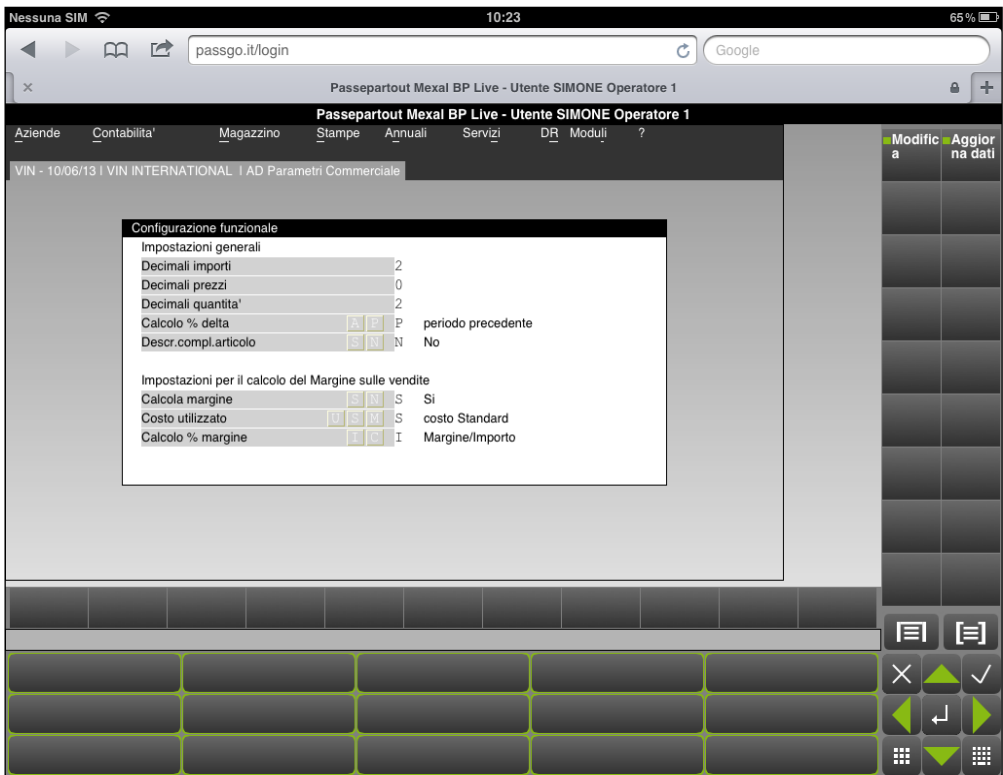 Nessuna SIM 10:23 65%
passgo.it/login Google
Passepartout Mexal BP Live - Utente SIMONE Operatore 1
Passepartout Mexal BP Live - Utente SIMONE Operatore 1
Aziende Contabilita' Magazzino Stampe Annuali Servizi DR Moduli ?
Modifica Aggiorna dati
VIN - 10/06/13 | VIN INTERNATIONAL | AD Parametri Commerciale
Configurazione funzionale
Impostazioni generali
Decimali importi 2
Decimali prezzi 0
Decimali quantita' 2
Calcolo % delta A P P periodo precedente
Descr.compl.articolo S N N No
Impostazioni per il calcolo del Margine sulle vendite
Calcola margine S N S Si
Costo utilizzato U S M S costo Standard
Calcolo % margine I C I Margine/Importo